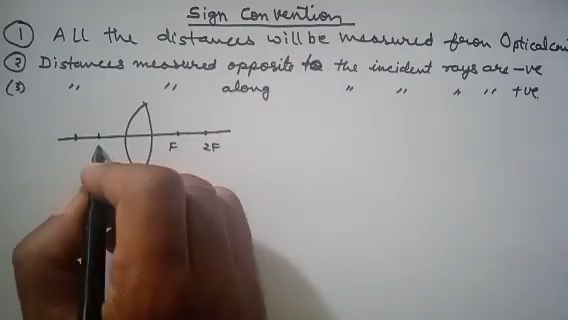 Sign Convention
① All the distances will be measured from
② Distances measured opposite to the incident rays are -ve
(3) " " along " " " " +ve
F 2F